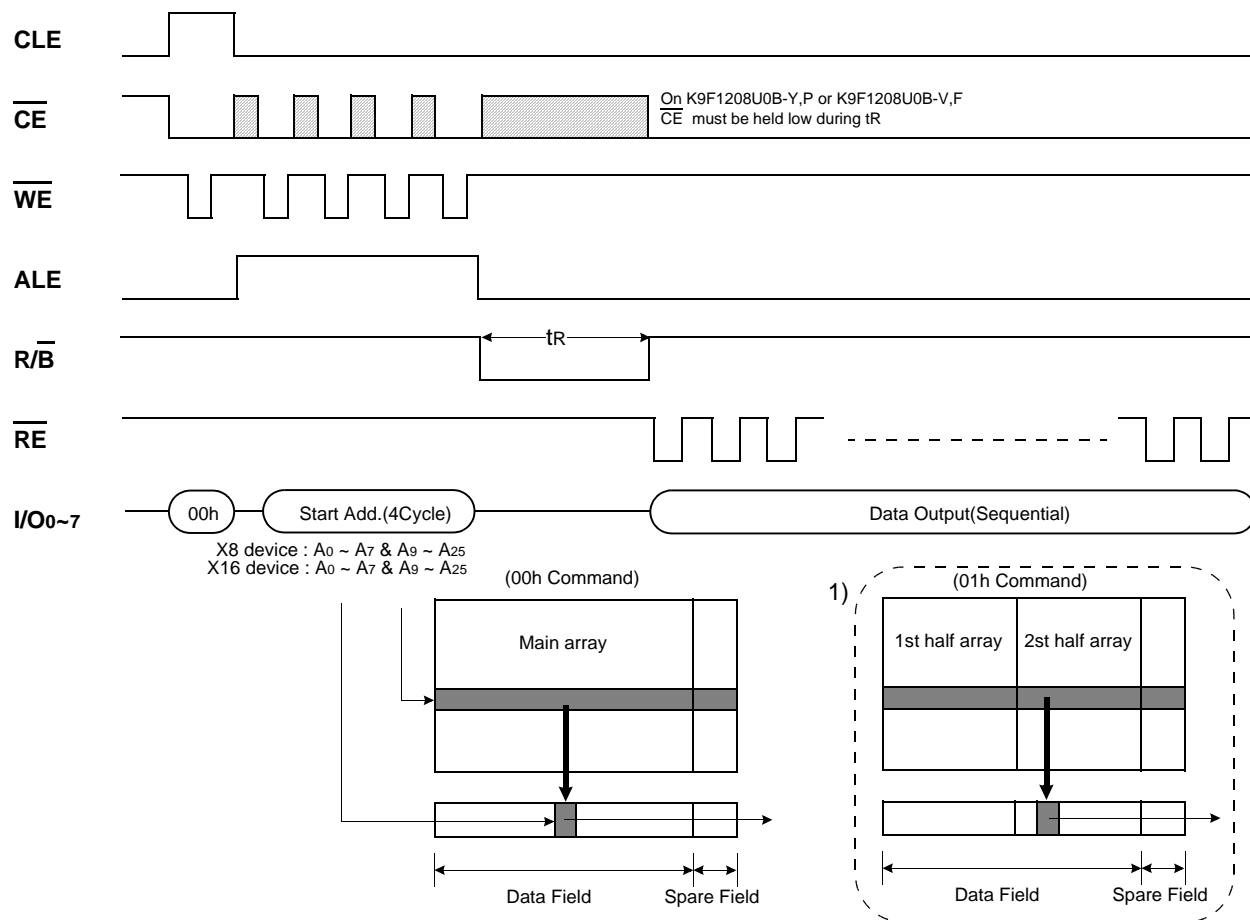 CLE
CE
On K9F1208U0B-Y,P or K9F1208U0B-V,F
CE must be held low during tR
WE
ALE
R/B
tR
RE
I/O0~7
00h
Start Add.(4Cycle)
Data Output(Sequential)
X8 device : A0 ~ A7 & A9 ~ A25
X16 device : A0 ~ A7 & A9 ~ A25
(00h Command)
Main array
Data Field
Spare Field
1)
(01h Command)
1st half array
2st half array
Data Field
Spare Field